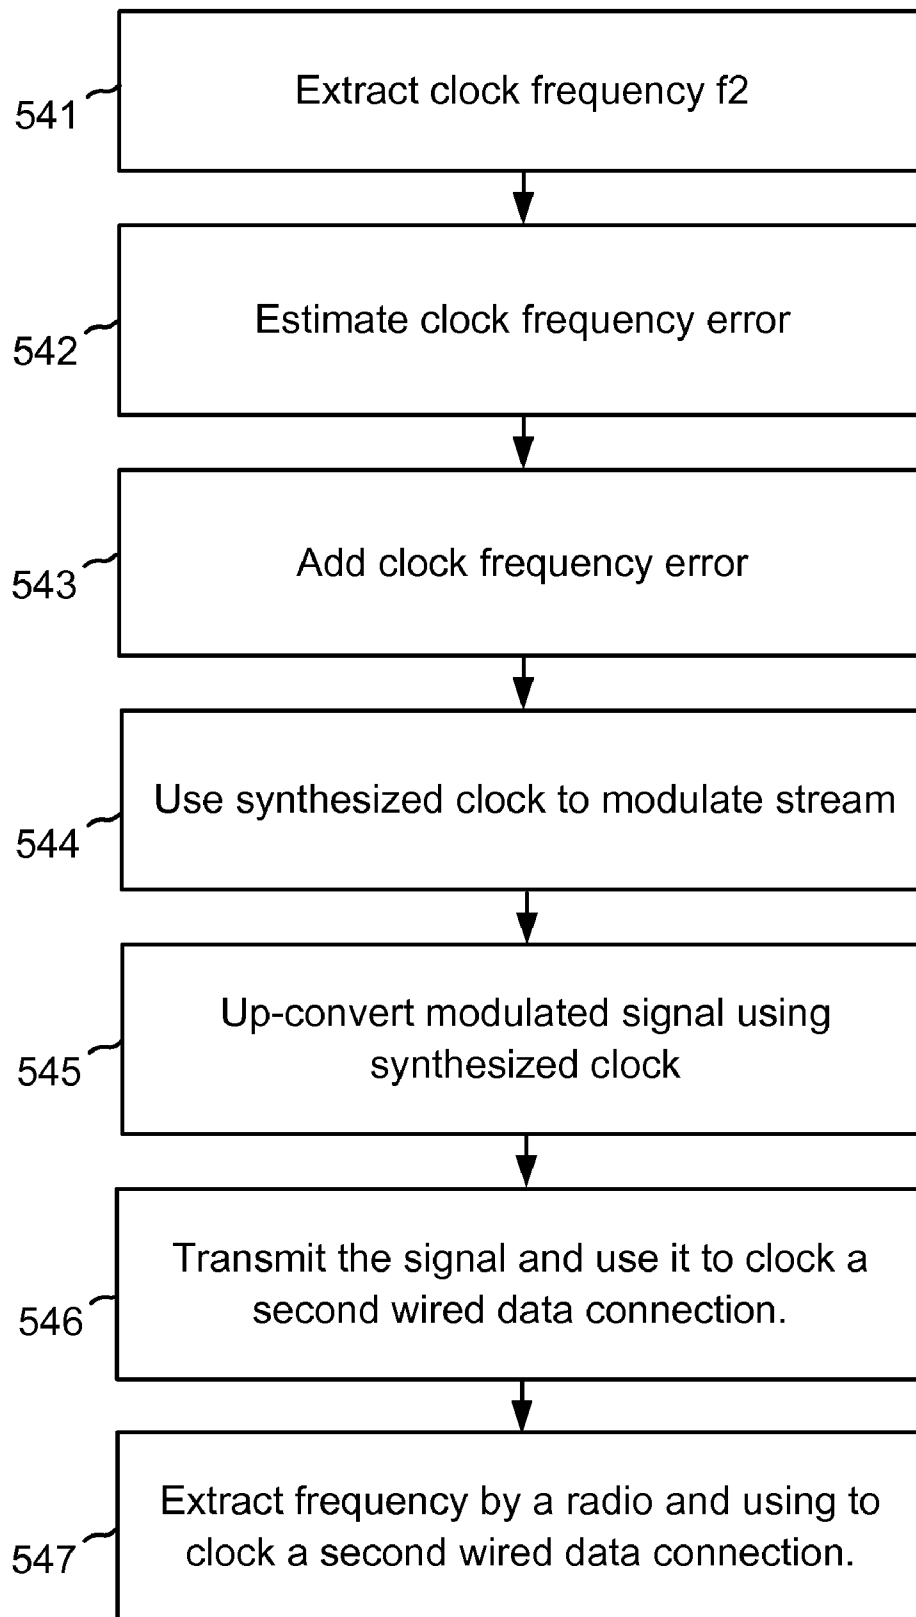 Extract clock frequency f2
541
Estimate clock frequency error
542
Add clock frequency error
543
Use synthesized clock to modulate stream
544
Up-convert modulated signal using
synthesized clock
545
Transmit the signal and use it to clock a
second wired data connection.
546
Extract frequency by a radio and using to
clock a second wired data connection.
547